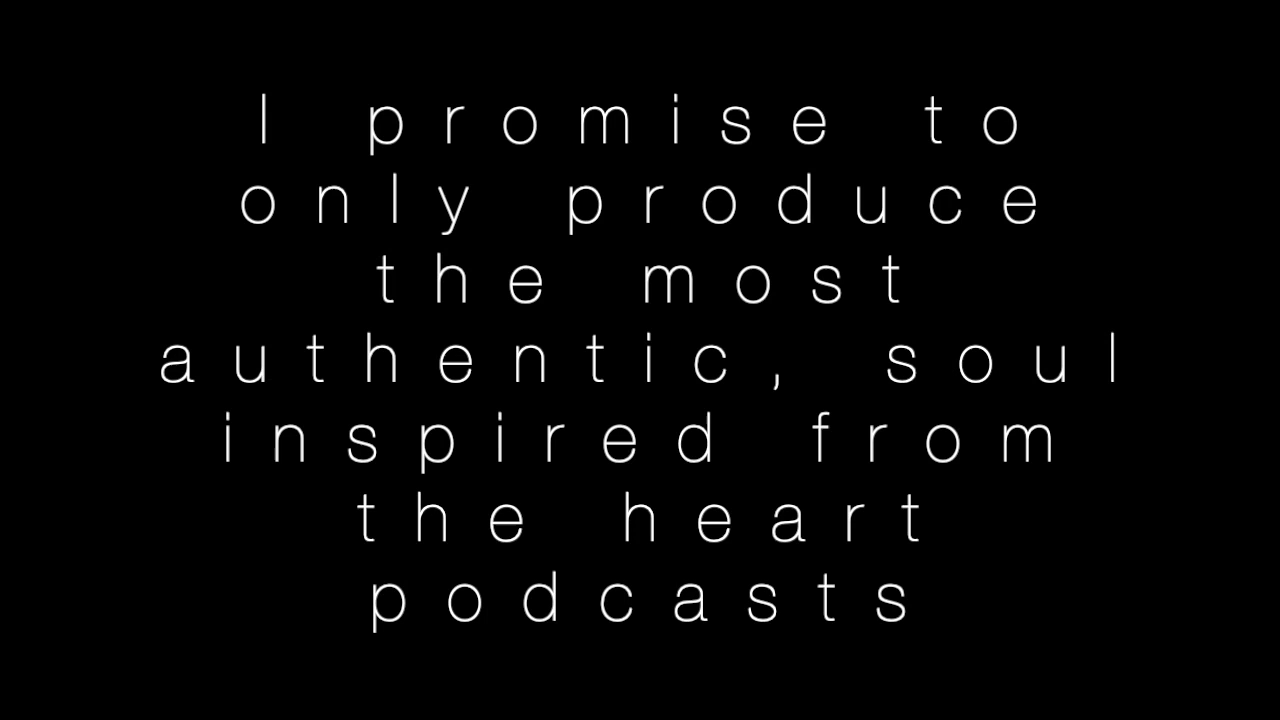 I promise to
only produce
the most
authentic, soul
inspired from
the heart
podcasts